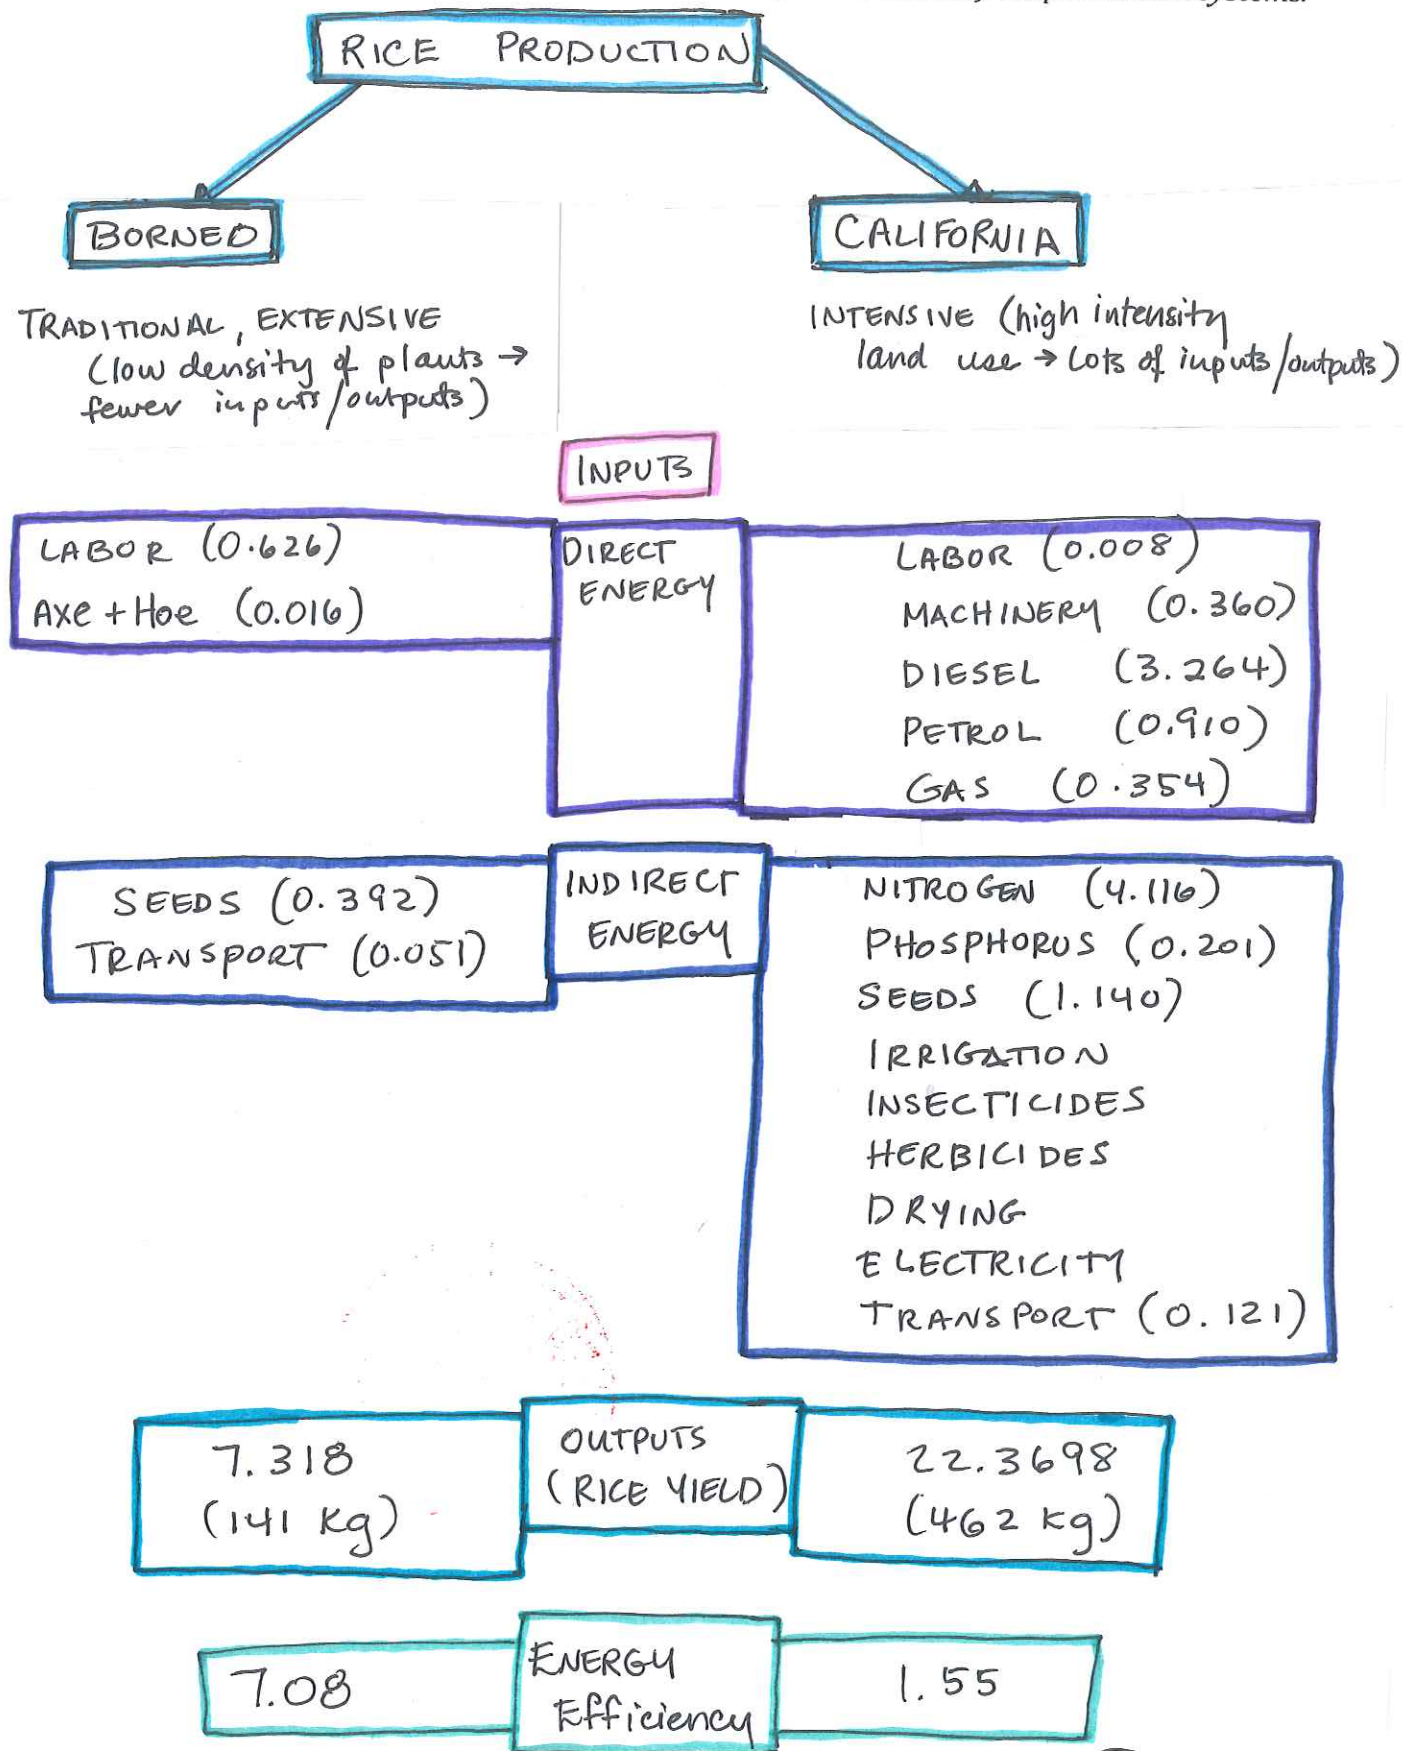 systems.
RICE PRODUCTION
BORNEO
CALIFORNIA
TRADITIONAL, EXTENSIVE
(low density of plants →
fewer inputs/outputs)
INTENSIVE (high intensity
land use → Lots of inputs/outputs)
INPUTS
LABOR (0.626)
Axe + Hoe (0.016)
DIRECT
ENERGY
LABOR (0.008)
MACHINERY (0.360)
DIESEL (3.264)
PETROL (0.910)
GAS (0.354)
SEEDS (0.392)
TRANSPORT (0.051)
INDIRECT
ENERGY
NITROGEN (4.116)
PHOSPHORUS (0.201)
SEEDS (1.140)
IRRIGATION
INSECTICIDES
HERBICIDES
DRYING
ELECTRICITY
TRANSPORT (0.121)
7.318
(141 kg)
OUTPUTS
(RICE YIELD)
22.3698
(462 kg)
7.08
ENERGY
Efficiency
1.55